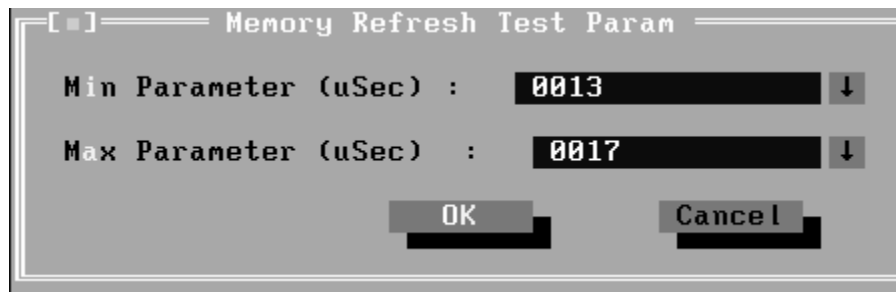 Memory Refresh Test Param
Min Parameter (uSec) : 0013
Max Parameter (uSec) : 0017
OK Cancel